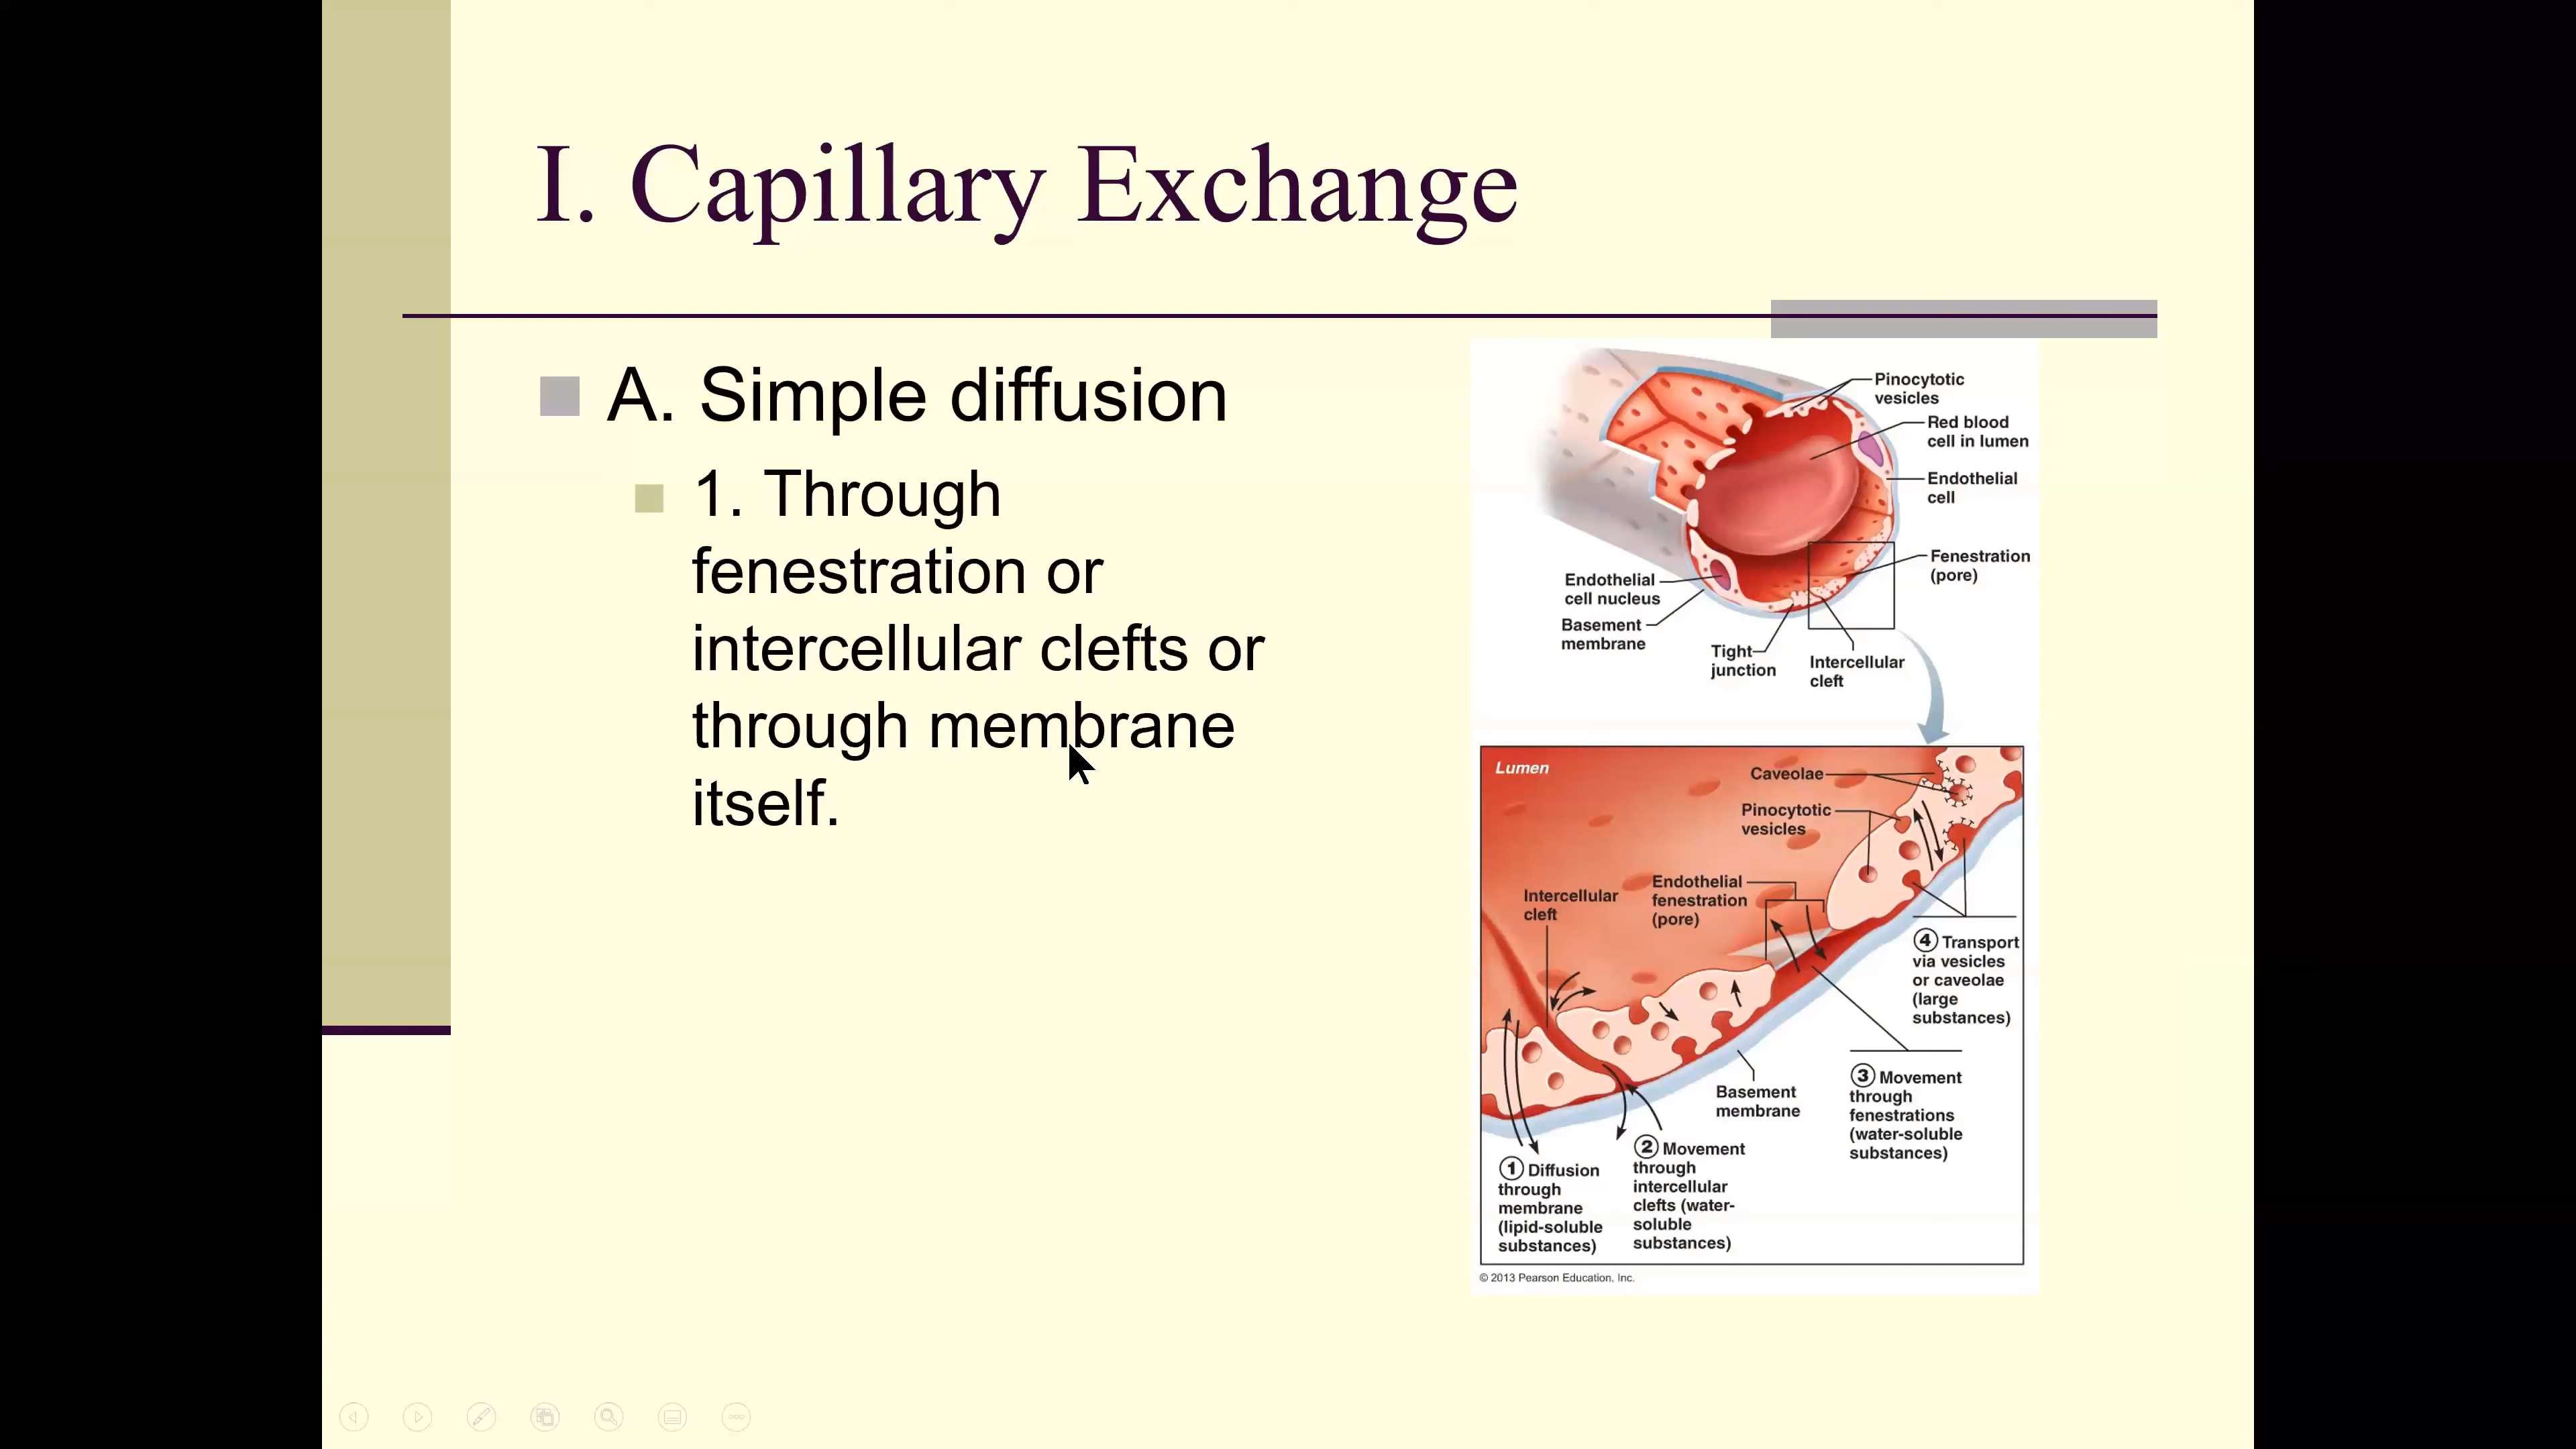 I. Capillary Exchange
A. Simple diffusion
1. Through
fenestration or
intercellular clefts or
through membrane
itself.
Pinocytotic
vesicles
Red blood
cell in lumen
Endothelial
cell
Fenestration
(pore)
Endothelial
cell nucleus
Basement
membrane
Tight
junction
Intercellular
cleft
Lumen
Caveolae
Pinocytotic
vesicles
Endothelial
fenestration
(pore)
Intercellular
cleft
4 Transport
via vesicles
or caveolae
(large
substances)
Basement
membrane
3 Movement
through
fenestrations
(water-soluble
substances)
2 Movement
through
intercellular
clefts (water-
soluble
substances)
1 Diffusion
through
membrane
(lipid-soluble
substances)
© 2013 Pearson Education, Inc.